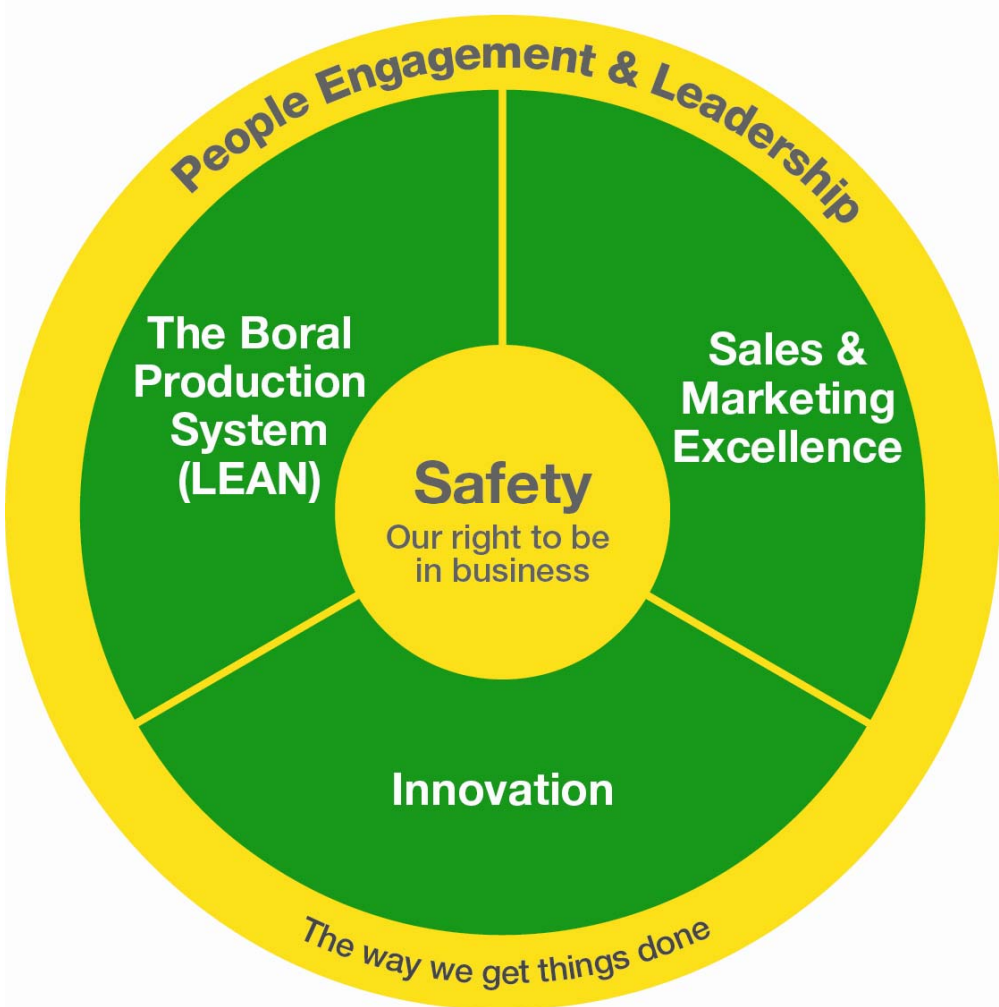 People Engagement & Leadership
The Boral
Production
System
(LEAN)
Sales &
Marketing
Excellence
Safety
Our right to be
in business
Innovation
The way we get things done